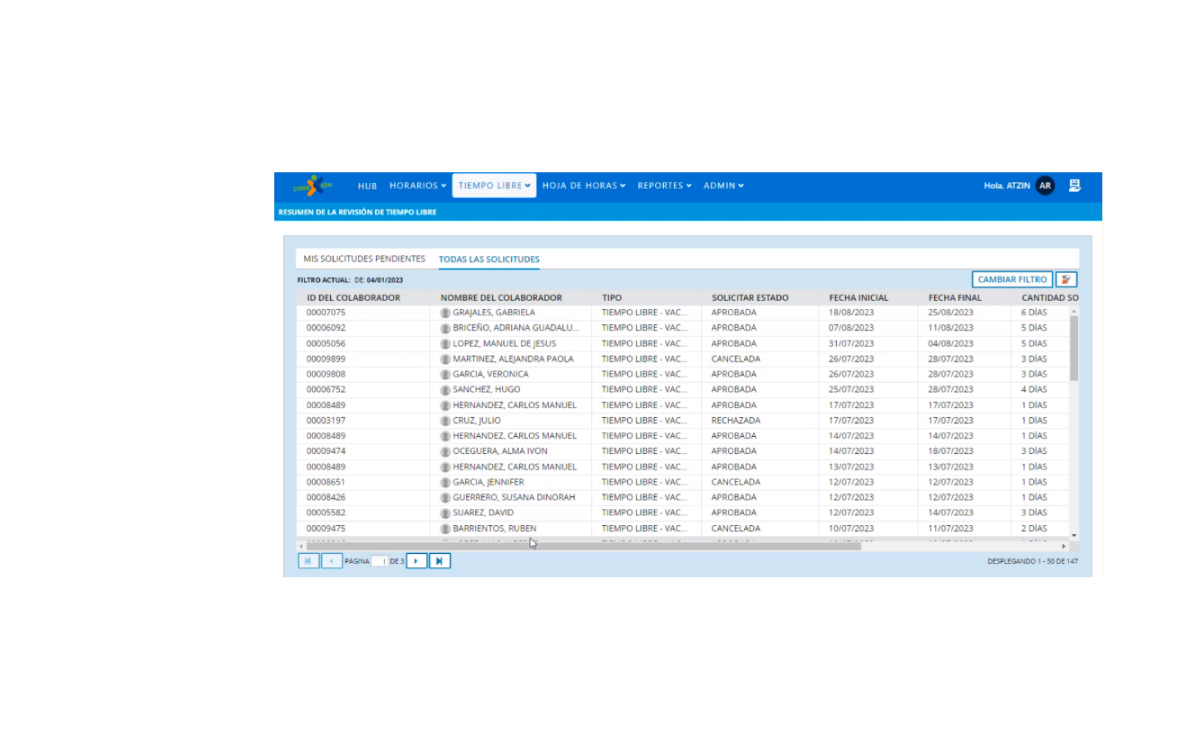 CONEXIÓN HUB HORARIOS TIEMPO LIBRE HOJA DE HORAS REPORTES ADMIN Hola, ATZIN AR
RESUMEN DE LA REVISIÓN DE TIEMPO LIBRE
MIS SOLICITUDES PENDIENTES TODAS LAS SOLICITUDES
FILTRO ACTUAL: DE: 04/01/2023 CAMBIAR FILTRO
ID DEL COLABORADOR NOMBRE DEL COLABORADOR TIPO SOLICITAR ESTADO FECHA INICIAL FECHA FINAL CANTIDAD SO
00007075 GRAJALES, GABRIELA TIEMPO LIBRE - VAC... APROBADA 18/08/2023 25/08/2023 6 DÍAS
00006092 BRICEÑO, ADRIANA GUADALU... TIEMPO LIBRE - VAC... APROBADA 07/08/2023 11/08/2023 5 DÍAS
00005056 LOPEZ, MANUEL DE JESUS TIEMPO LIBRE - VAC... APROBADA 31/07/2023 04/08/2023 5 DÍAS
00009899 MARTINEZ, ALEJANDRA PAOLA TIEMPO LIBRE - VAC... CANCELADA 26/07/2023 28/07/2023 3 DÍAS
00009808 GARCIA, VERONICA TIEMPO LIBRE - VAC... APROBADA 26/07/2023 28/07/2023 3 DÍAS
00006752 SANCHEZ, HUGO TIEMPO LIBRE - VAC... APROBADA 25/07/2023 28/07/2023 4 DÍAS
00008489 HERNANDEZ, CARLOS MANUEL TIEMPO LIBRE - VAC... APROBADA 17/07/2023 17/07/2023 1 DÍAS
00003197 CRUZ, JULIO TIEMPO LIBRE - VAC... RECHAZADA 17/07/2023 17/07/2023 1 DÍAS
00008489 HERNANDEZ, CARLOS MANUEL TIEMPO LIBRE - VAC... APROBADA 14/07/2023 14/07/2023 1 DÍAS
00009474 OCEGUERA, ALMA IVON TIEMPO LIBRE - VAC... APROBADA 14/07/2023 18/07/2023 3 DÍAS
00008489 HERNANDEZ, CARLOS MANUEL TIEMPO LIBRE - VAC... APROBADA 13/07/2023 13/07/2023 1 DÍAS
00008651 GARCIA, JENNIFER TIEMPO LIBRE - VAC... CANCELADA 12/07/2023 12/07/2023 1 DÍAS
00008426 GUERRERO, SUSANA DINORAH TIEMPO LIBRE - VAC... APROBADA 12/07/2023 12/07/2023 1 DÍAS
00005582 SUAREZ, DAVID TIEMPO LIBRE - VAC... APROBADA 12/07/2023 14/07/2023 3 DÍAS
00009475 BARRIENTOS, RUBEN TIEMPO LIBRE - VAC... CANCELADA 10/07/2023 11/07/2023 2 DÍAS
PÁGINA 1 DE 3 DESPLEGANDO 1 - 50 DE 147